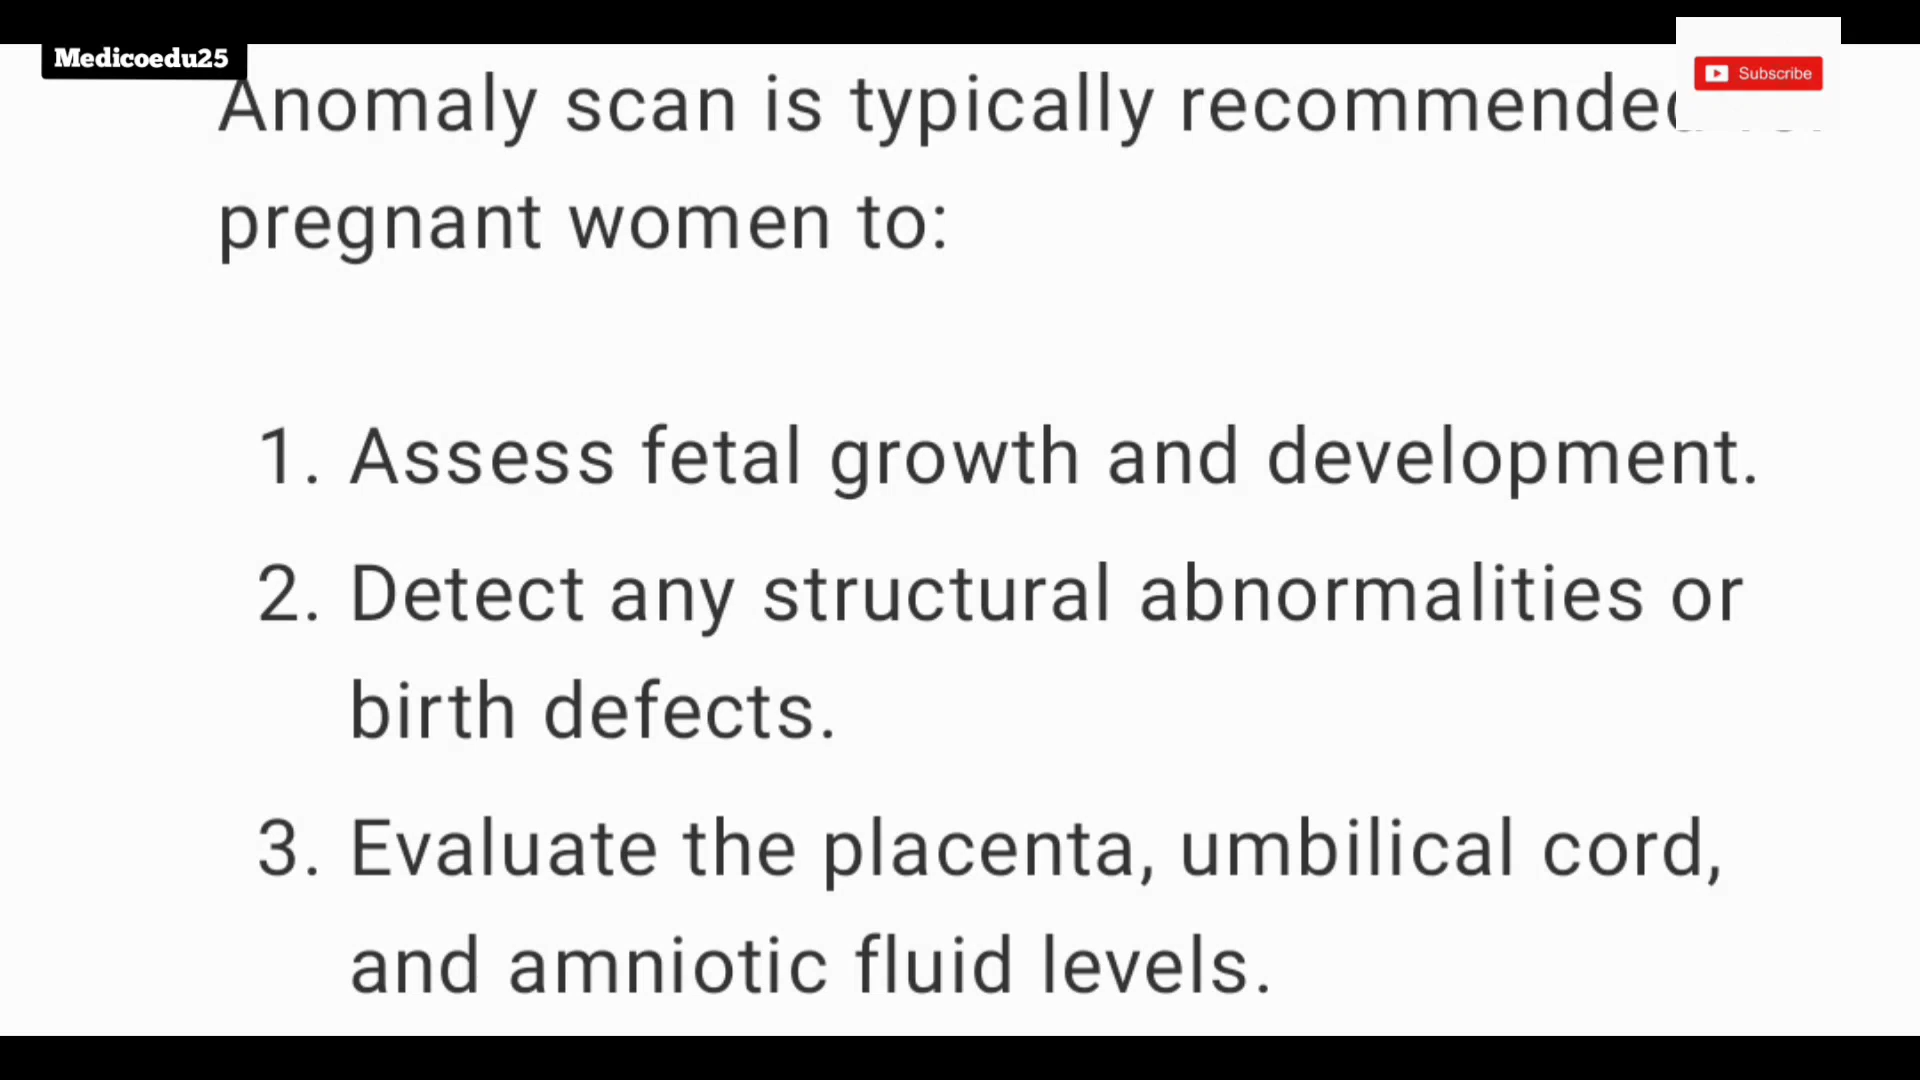 Medicoedu25
Subscribe
Anomaly scan is typically recommended
pregnant women to:
1. Assess fetal growth and development.
2. Detect any structural abnormalities or
birth defects.
3. Evaluate the placenta, umbilical cord,
and amniotic fluid levels.